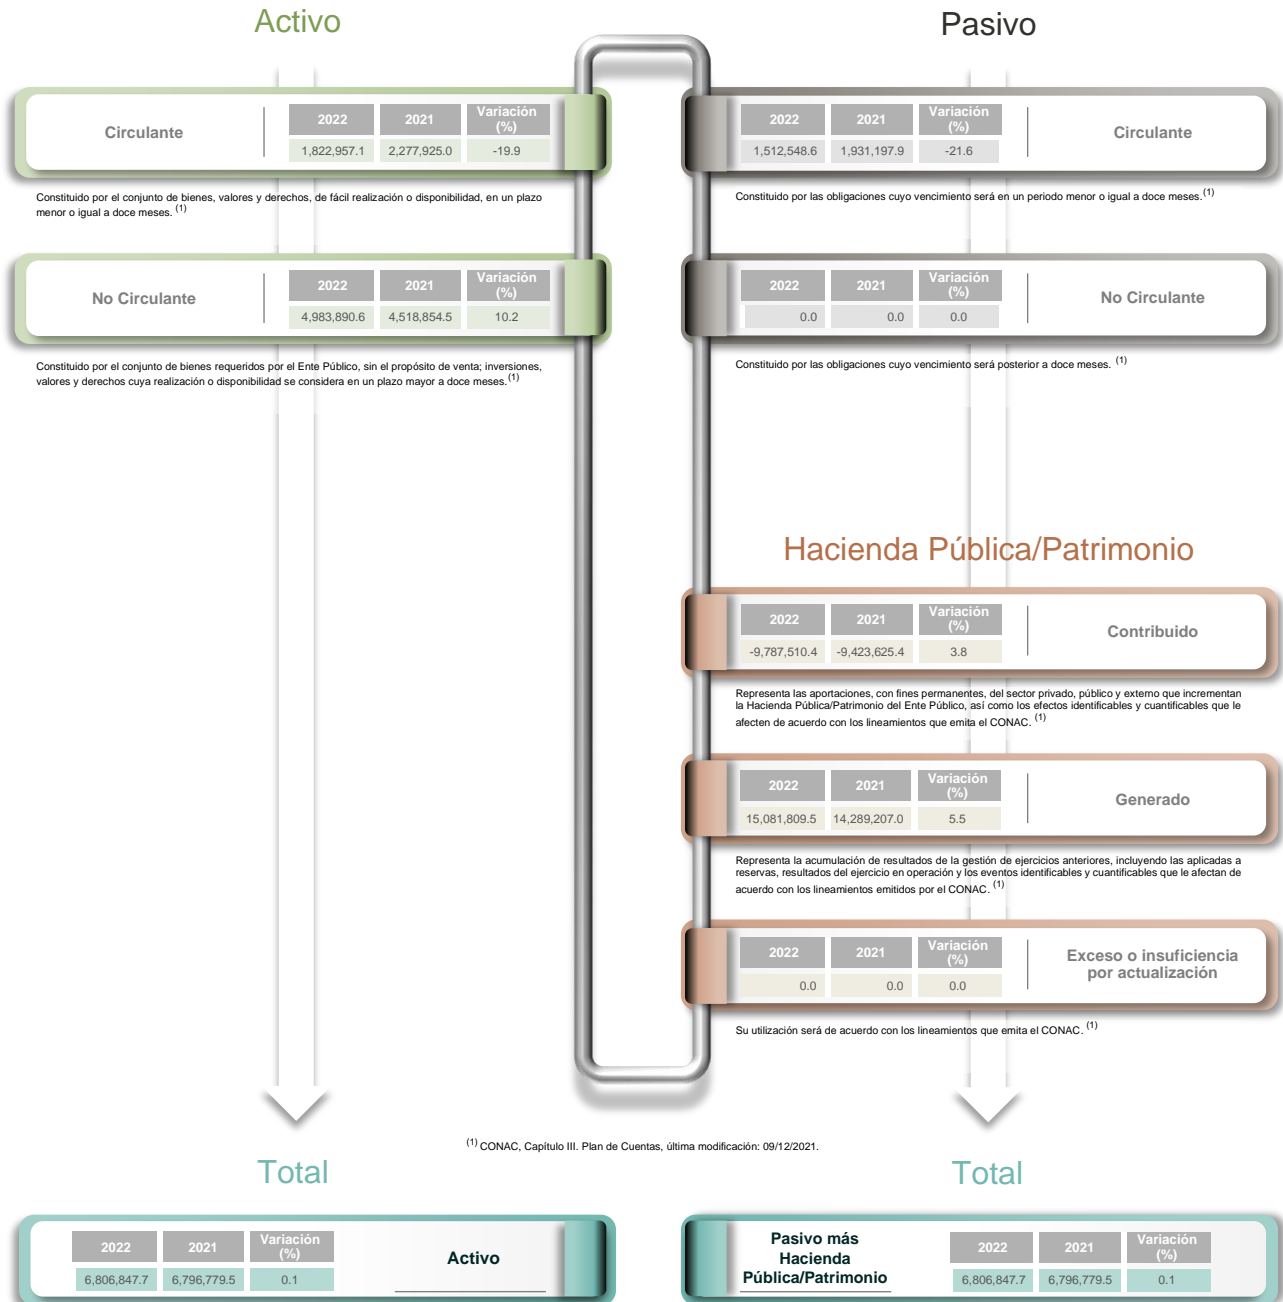 Activo
Circulante
2022 2021 Variación (%)
1,822,957.1 2,277,925.0 -19.9
Constituido por el conjunto de bienes, valores y derechos, de fácil realización o disponibilidad, en un plazo
menor o igual a doce meses. (1)
No Circulante
2022 2021 Variación (%)
4,983,890.6 4,518,854.5 10.2
Constituido por el conjunto de bienes requeridos por el Ente Público, sin el propósito de venta; inversiones,
valores y derechos cuya realización o disponibilidad se considera en un plazo mayor a doce meses. (1)
Pasivo
2022 2021 Variación (%)
1,512,548.6 1,931,197.9 -21.6
Circulante
Constituido por las obligaciones cuyo vencimiento será en un periodo menor o igual a doce meses. (1)
2022 2021 Variación (%)
0.0 0.0 0.0
No Circulante
Constituido por las obligaciones cuyo vencimiento será posterior a doce meses. (1)
Hacienda Pública/Patrimonio
2022 2021 Variación (%)
-9,787,510.4 -9,423,625.4 3.8
Contribuido
Representa las aportaciones, con fines permanentes, del sector privado, público y externo que incrementan
la Hacienda Pública/Patrimonio del Ente Público, así como los efectos identificables y cuantificables que le
afecten de acuerdo con los lineamientos que emita el CONAC. (1)
2022 2021 Variación (%)
15,081,809.5 14,289,207.0 5.5
Generado
Representa la acumulación de resultados de la gestión de ejercicios anteriores, incluyendo las aplicadas a
reservas, resultados del ejercicio en operación y los eventos identificables y cuantificables que le afectan de
acuerdo con los lineamientos emitidos por el CONAC. (1)
2022 2021 Variación (%)
0.0 0.0 0.0
Exceso o insuficiencia
por actualización
Su utilización será de acuerdo con los lineamientos que emita el CONAC. (1)
(1) CONAC, Capítulo III. Plan de Cuentas, última modificación: 09/12/2021.
Total
2022 2021 Variación (%)
6,806,847.7 6,796,779.5 0.1
Activo
Total
Pasivo más
Hacienda
Pública/Patrimonio
2022 2021 Variación (%)
6,806,847.7 6,796,779.5 0.1